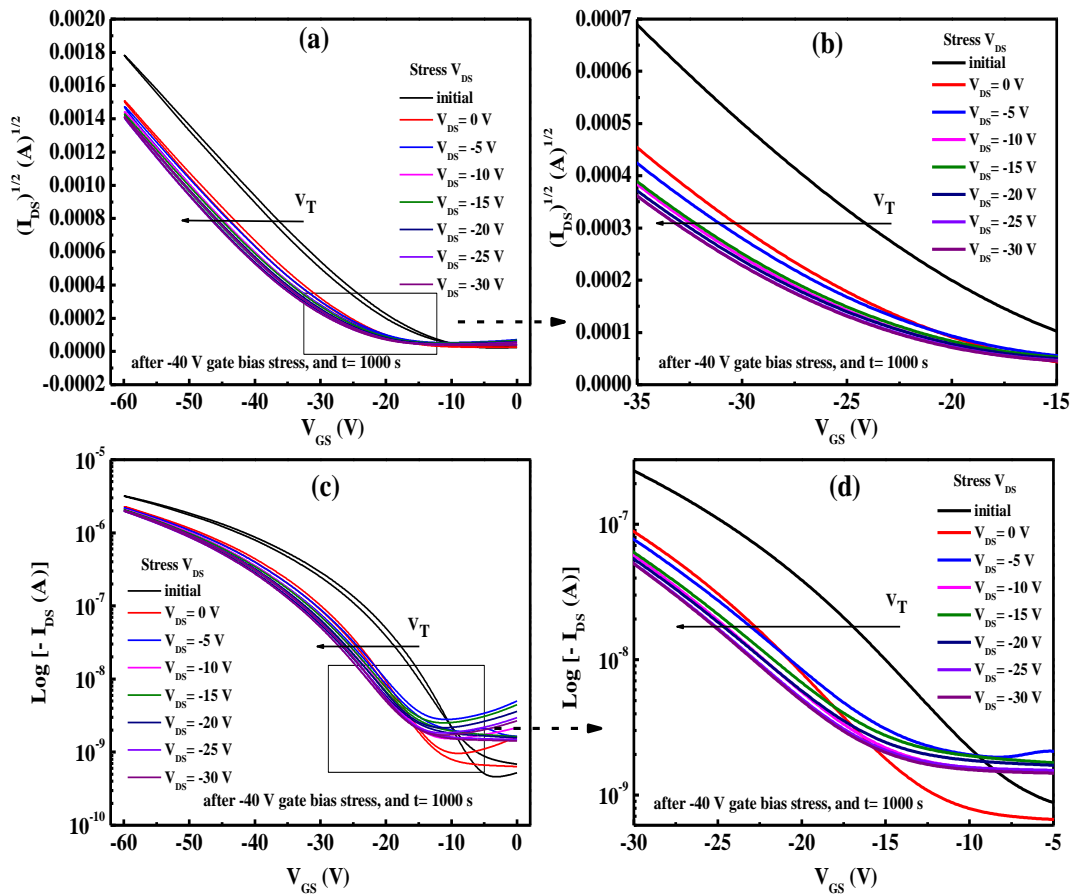 (a)
0.0020
0.0018
0.0016
0.0014
0.0012
0.0010
0.0008
0.0006
0.0004
0.0002
0.0000
-0.0002
(I_DS)^1/2 (A)^1/2
Stress V_DS
initial
V_DS= 0 V
V_DS= -5 V
V_DS= -10 V
V_DS= -15 V
V_DS= -20 V
V_DS= -25 V
V_DS= -30 V
V_T
after -40 V gate bias stress, and t= 1000 s
-60 -50 -40 -30 -20 -10 0
V_GS (V)
(b)
0.0007
0.0006
0.0005
0.0004
0.0003
0.0002
0.0001
0.0000
(I_DS)^1/2 (A)^1/2
Stress V_DS
initial
V_DS= 0 V
V_DS= -5 V
V_DS= -10 V
V_DS= -15 V
V_DS= -20 V
V_DS= -25 V
V_DS= -30 V
V_T
after -40 V gate bias stress, and t= 1000 s
-35 -30 -25 -20 -15
V_GS (V)
(c)
10^-5
10^-6
10^-7
10^-8
10^-9
10^-10
Log [- I_DS (A)]
Stress V_DS
initial
V_DS= 0 V
V_DS= -5 V
V_DS= -10 V
V_DS= -15 V
V_DS= -20 V
V_DS= -25 V
V_DS= -30 V
V_T
after -40 V gate bias stress, and t= 1000 s
-60 -50 -40 -30 -20 -10 0
V_GS (V)
(d)
10^-7
10^-8
10^-9
Log [- I_DS (A)]
Stress V_DS
initial
V_DS= 0 V
V_DS= -5 V
V_DS= -10 V
V_DS= -15 V
V_DS= -20 V
V_DS= -25 V
V_DS= -30 V
V_T
after -40 V gate bias stress, and t= 1000 s
-30 -25 -20 -15 -10 -5
V_GS (V)